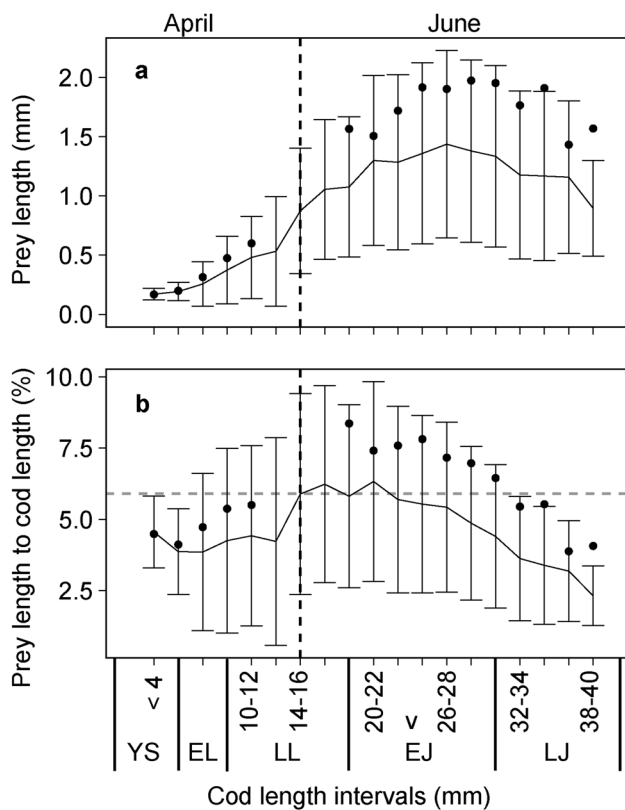 April June
a
Prey length (mm)
2.0
1.5
1.0
0.5
0.0
b
Prey length to cod length (%)
10.0
7.5
5.0
2.5
< 4
10-12
14-16
20-22
v
26-28
32-34
38-40
YS EL LL EJ LJ
Cod length intervals (mm)